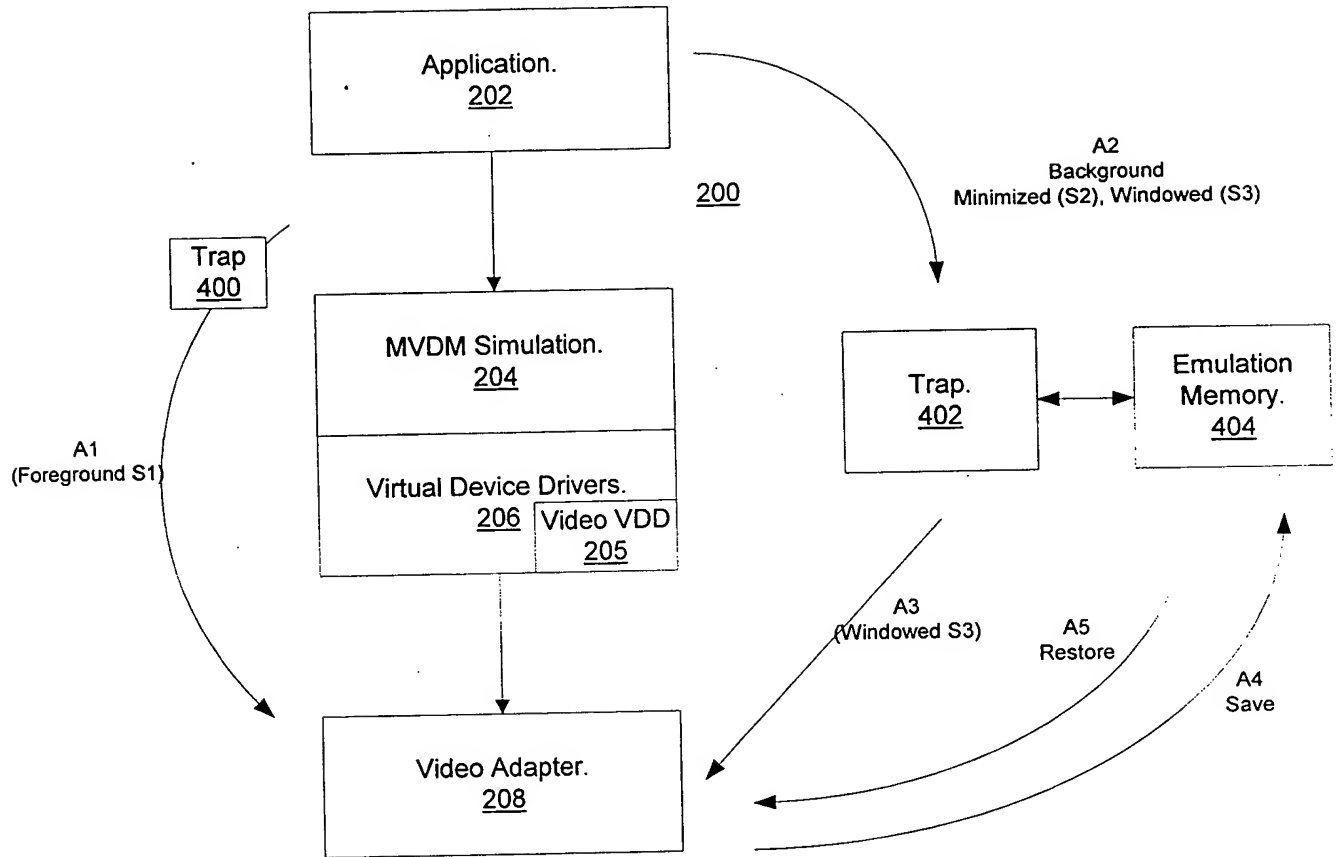 Application.
202
A2
Background
Minimized (S2), Windowed (S3)
200
Trap
400
MVDM Simulation.
204
Trap.
402
Emulation
Memory.
404
A1
(Foreground S1)
Virtual Device Drivers.
206
Video VDD
205
A3
(Windowed S3)
A5
Restore
A4
Save
Video Adapter.
208